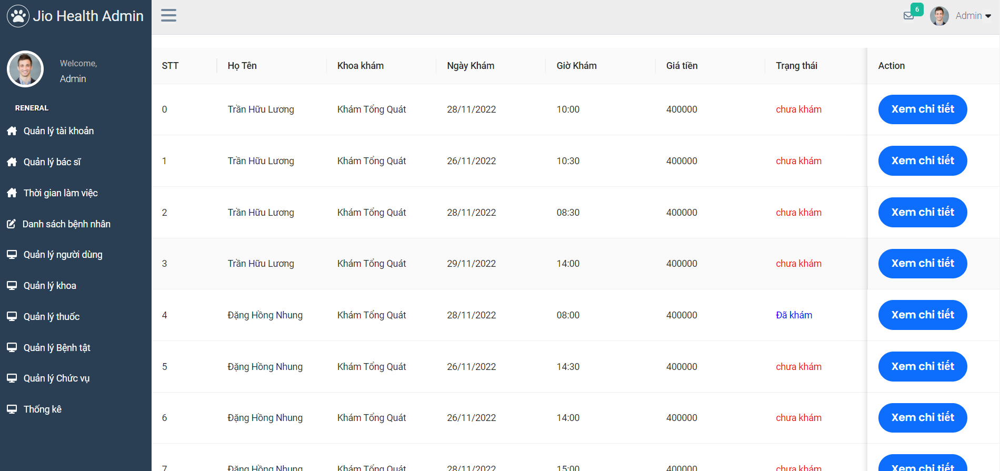 Jio Health Admin
6
Admin
Welcome,
Admin
RENERAL
Quản lý tài khoản
Quản lý bác sĩ
Thời gian làm việc
Danh sách bệnh nhân
Quản lý người dùng
Quản lý khoa
Quản lý thuốc
Quản lý Bệnh tật
Quản lý Chức vụ
Thống kê
STT Họ Tên Khoa khám Ngày Khám Giờ Khám Giá tiền Trạng thái Action
0 Trần Hữu Lương Khám Tổng Quát 28/11/2022 10:00 400000 chưa khám Xem chi tiết
1 Trần Hữu Lương Khám Tổng Quát 26/11/2022 10:30 400000 chưa khám Xem chi tiết
2 Trần Hữu Lương Khám Tổng Quát 28/11/2022 08:30 400000 chưa khám Xem chi tiết
3 Trần Hữu Lương Khám Tổng Quát 29/11/2022 14:00 400000 chưa khám Xem chi tiết
4 Đặng Hồng Nhung Khám Tổng Quát 28/11/2022 08:00 400000 Đã khám Xem chi tiết
5 Đặng Hồng Nhung Khám Tổng Quát 26/11/2022 14:30 400000 chưa khám Xem chi tiết
6 Đặng Hồng Nhung Khám Tổng Quát 26/11/2022 14:00 400000 chưa khám Xem chi tiết
7 Đặng Hồng Nhung Khám Tổng Quát 28/11/2022 15:00 400000 chưa khám Xem chi tiết